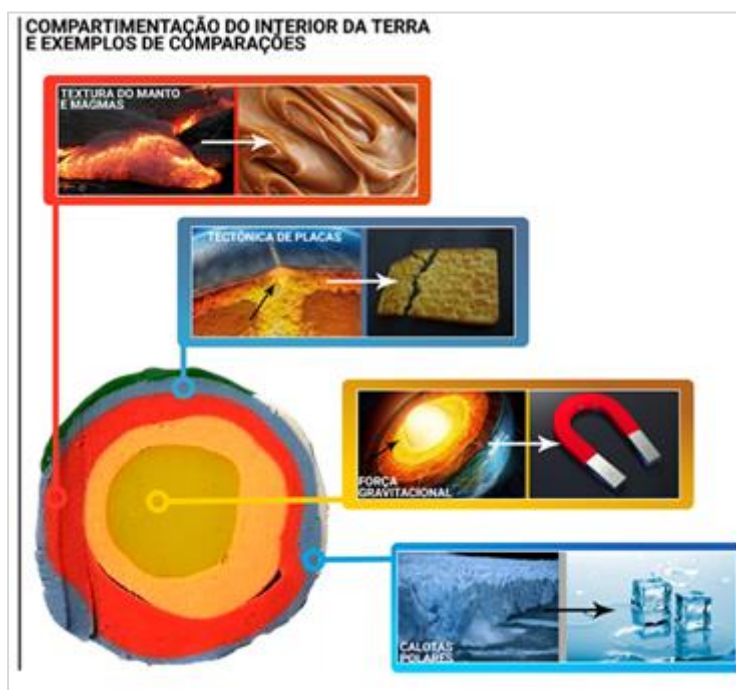 COMPARTIMENTAÇÃO DO INTERIOR DA TERRA
E EXEMPLOS DE COMPARAÇÕES
TEXTURA DO MANTO
E MAGMAS
TECTÔNICA DE PLACAS
FORÇA
GRAVITACIONAL
CALOTAS
POLARES